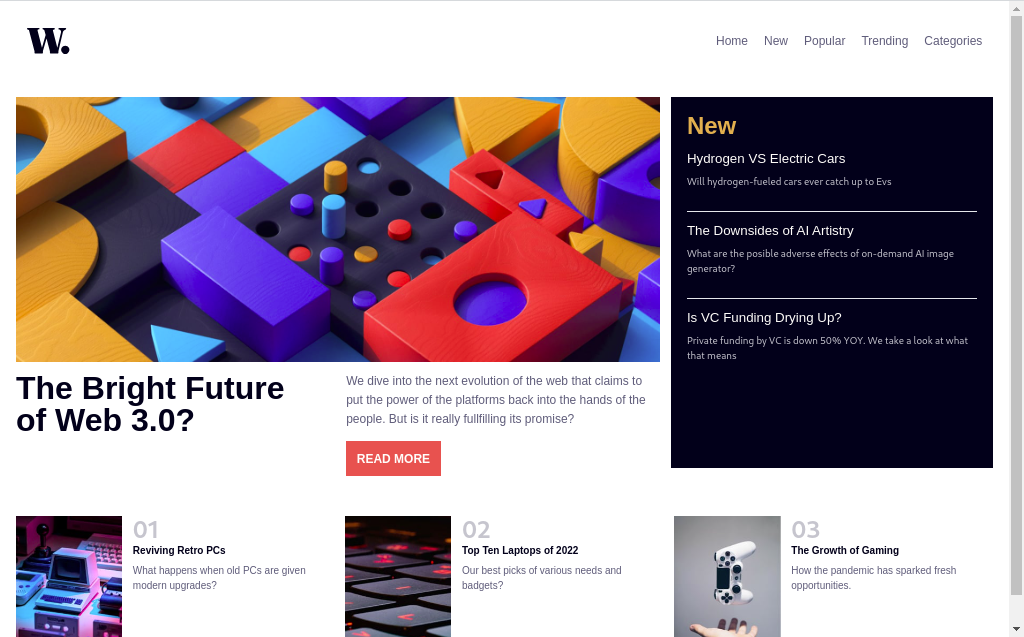 W.
Home New Popular Trending Categories
New
Hydrogen VS Electric Cars
Will hydrogen-fueled cars ever catch up to Evs
The Downsides of AI Artistry
What are the posible adverse effects of on-demand AI image
generator?
Is VC Funding Drying Up?
Private funding by VC is down 50% YOY. We take a look at what
that means
The Bright Future
of Web 3.0?
We dive into the next evolution of the web that claims to
put the power of the platforms back into the hands of the
people. But is it really fullfilling its promise?
READ MORE
01
Reviving Retro PCs
What happens when old PCs are given
modern upgrades?
02
Top Ten Laptops of 2022
Our best picks of various needs and
badgets?
03
The Growth of Gaming
How the pandemic has sparked fresh
opportunities.